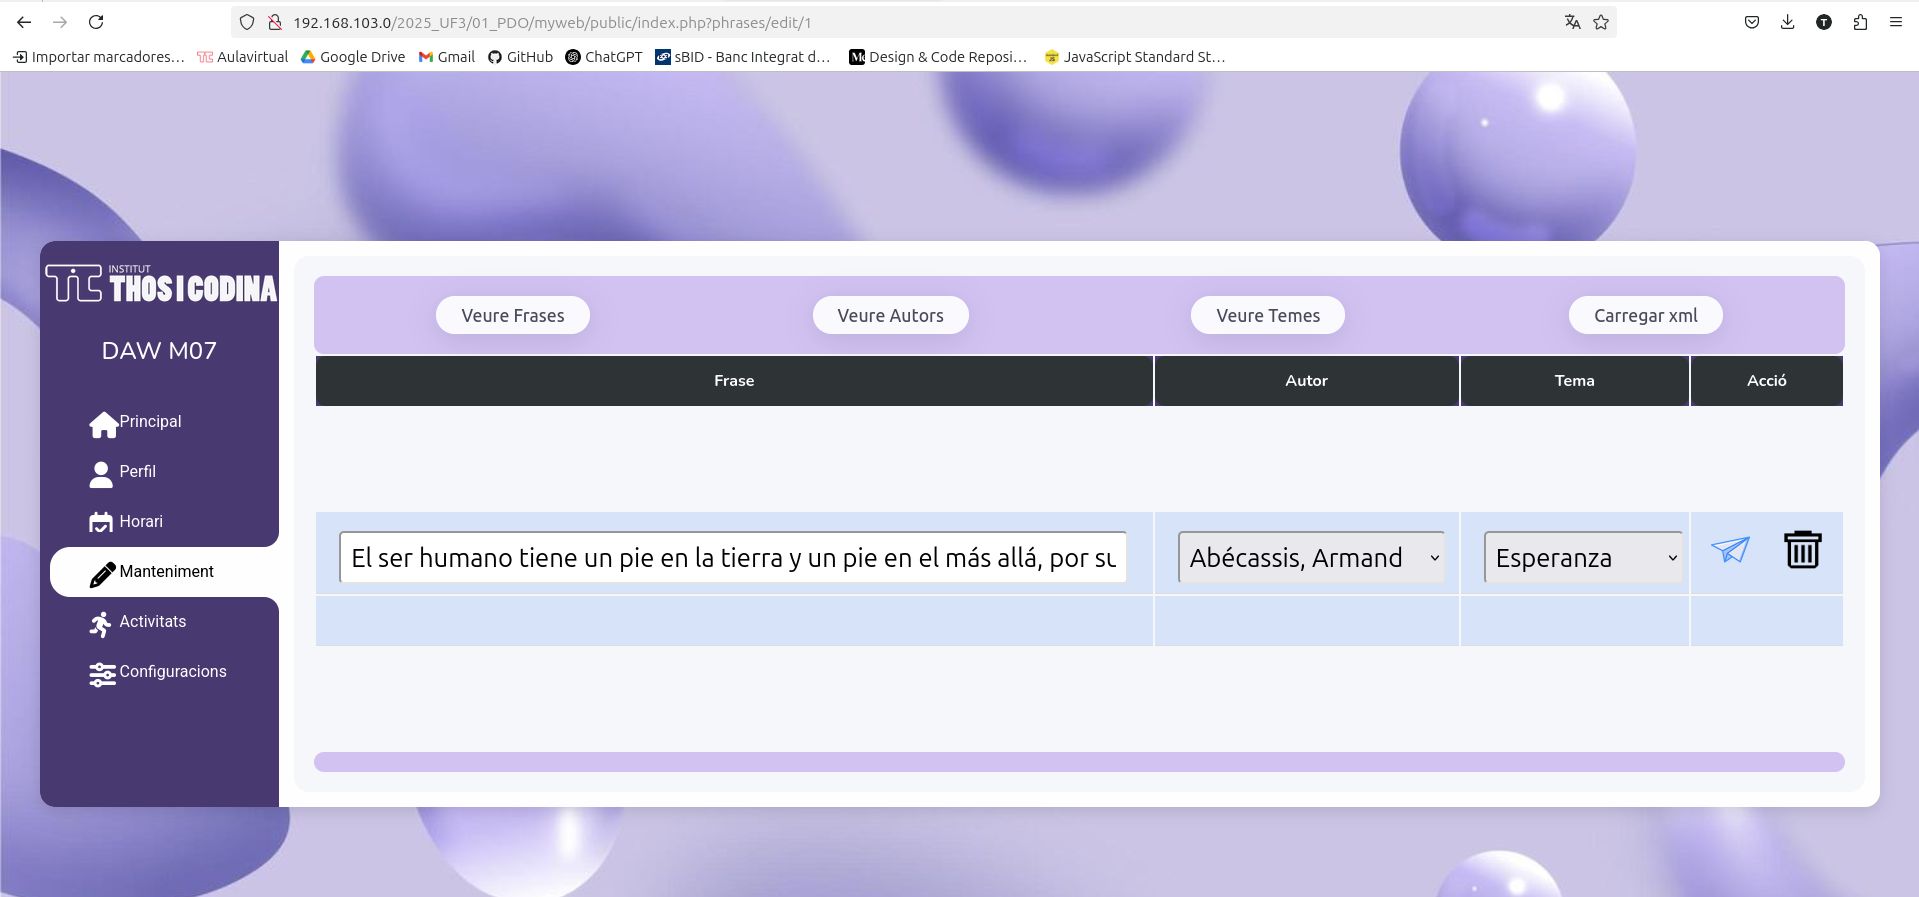 192.168.103.0/2025_UF3/01_PDO/myweb/public/index.php?phrases/edit/1
T
Importar marcadores… Aulavirtual Google Drive Gmail GitHub ChatGPT sBID - Banc Integrat d… Design & Code Reposi… JavaScript Standard St…
INSTITUT
TIC THOS I CODINA
DAW M07
Principal
Perfil
Horari
Manteniment
Activitats
Configuracions
Veure Frases Veure Autors Veure Temes Carregar xml
Frase Autor Tema Acció
El ser humano tiene un pie en la tierra y un pie en el más allá, por su Abécassis, Armand Esperanza